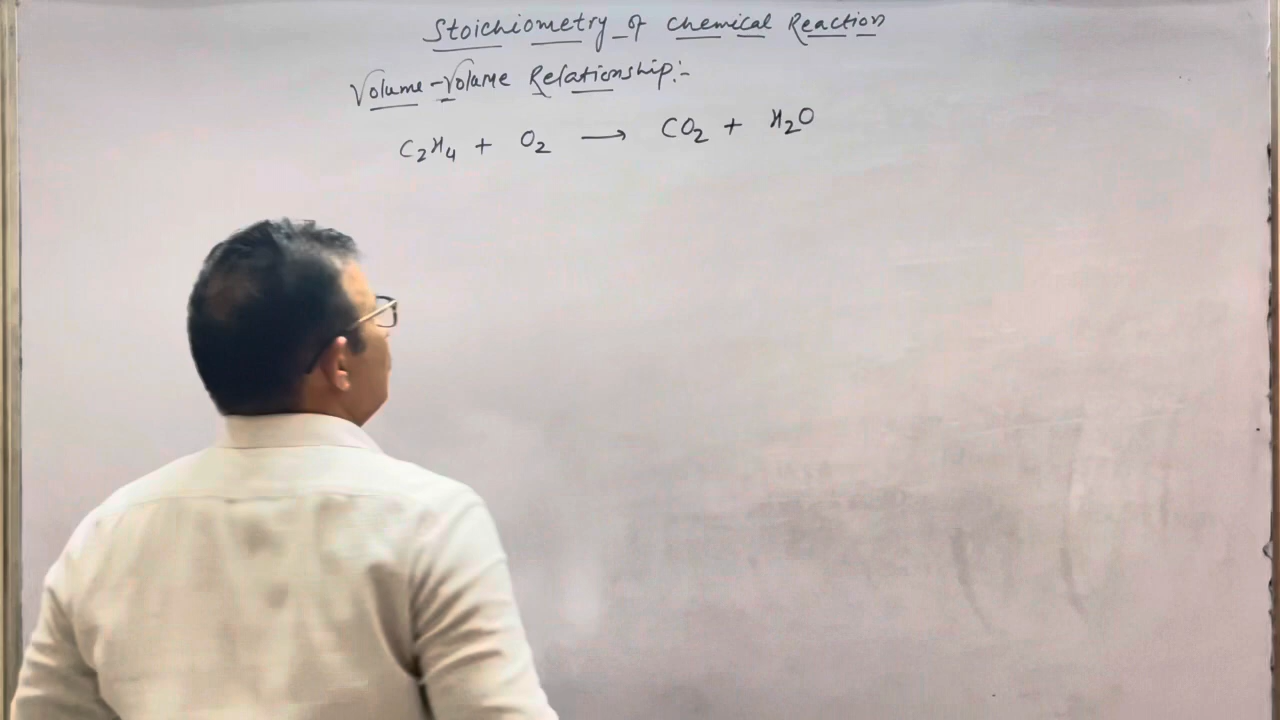 Stoichiometry of Chemical Reaction
Volume-Volume Relationship:-
C₂H₄ + O₂ ⟶ CO₂ + H₂O